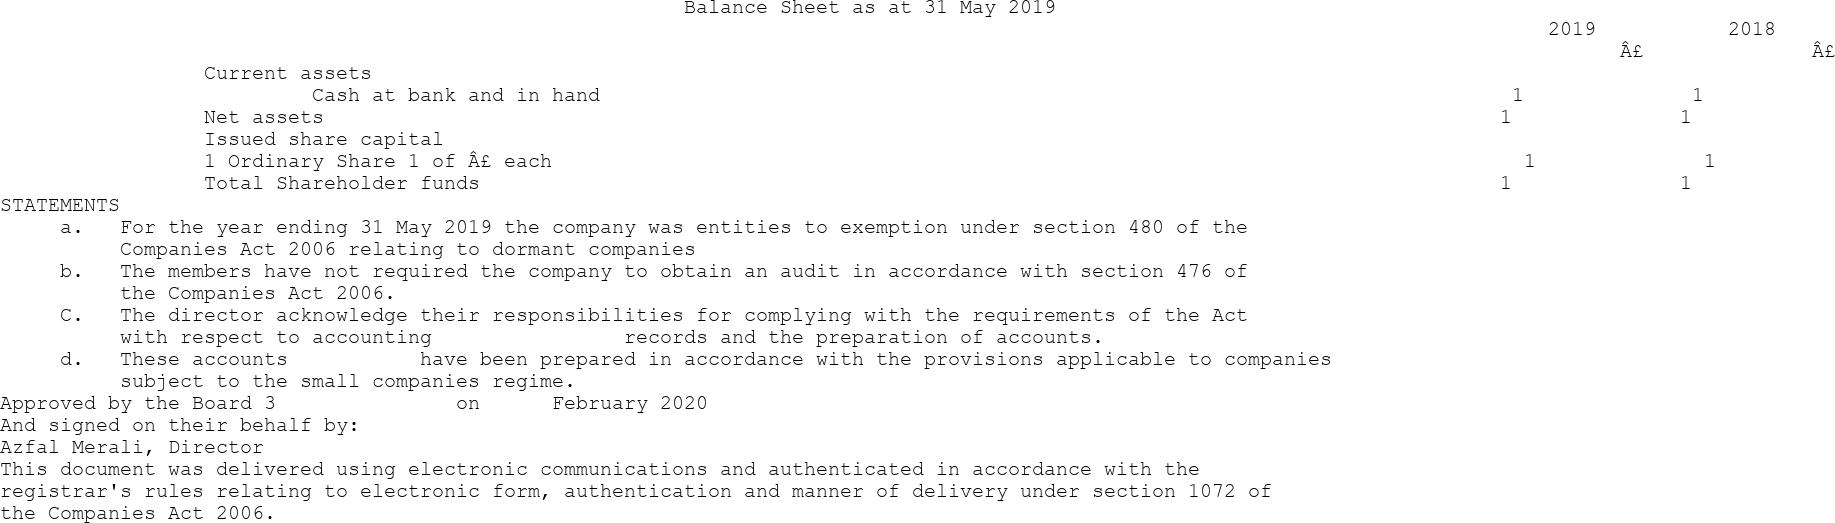 Balance Sheet as at 31 May 2019
2019 2018
Â£ Â£
Current assets
Cash at bank and in hand 1 1
Net assets 1 1
Issued share capital
1 Ordinary Share 1 of Â£ each 1 1
Total Shareholder funds 1 1
STATEMENTS
a. For the year ending 31 May 2019 the company was entities to exemption under section 480 of the
Companies Act 2006 relating to dormant companies
b. The members have not required the company to obtain an audit in accordance with section 476 of
the Companies Act 2006.
C. The director acknowledge their responsibilities for complying with the requirements of the Act
with respect to accounting records and the preparation of accounts.
d. These accounts have been prepared in accordance with the provisions applicable to companies
subject to the small companies regime.
Approved by the Board 3 on February 2020
And signed on their behalf by:
Azfal Merali, Director
This document was delivered using electronic communications and authenticated in accordance with the
registrar's rules relating to electronic form, authentication and manner of delivery under section 1072 of
the Companies Act 2006.